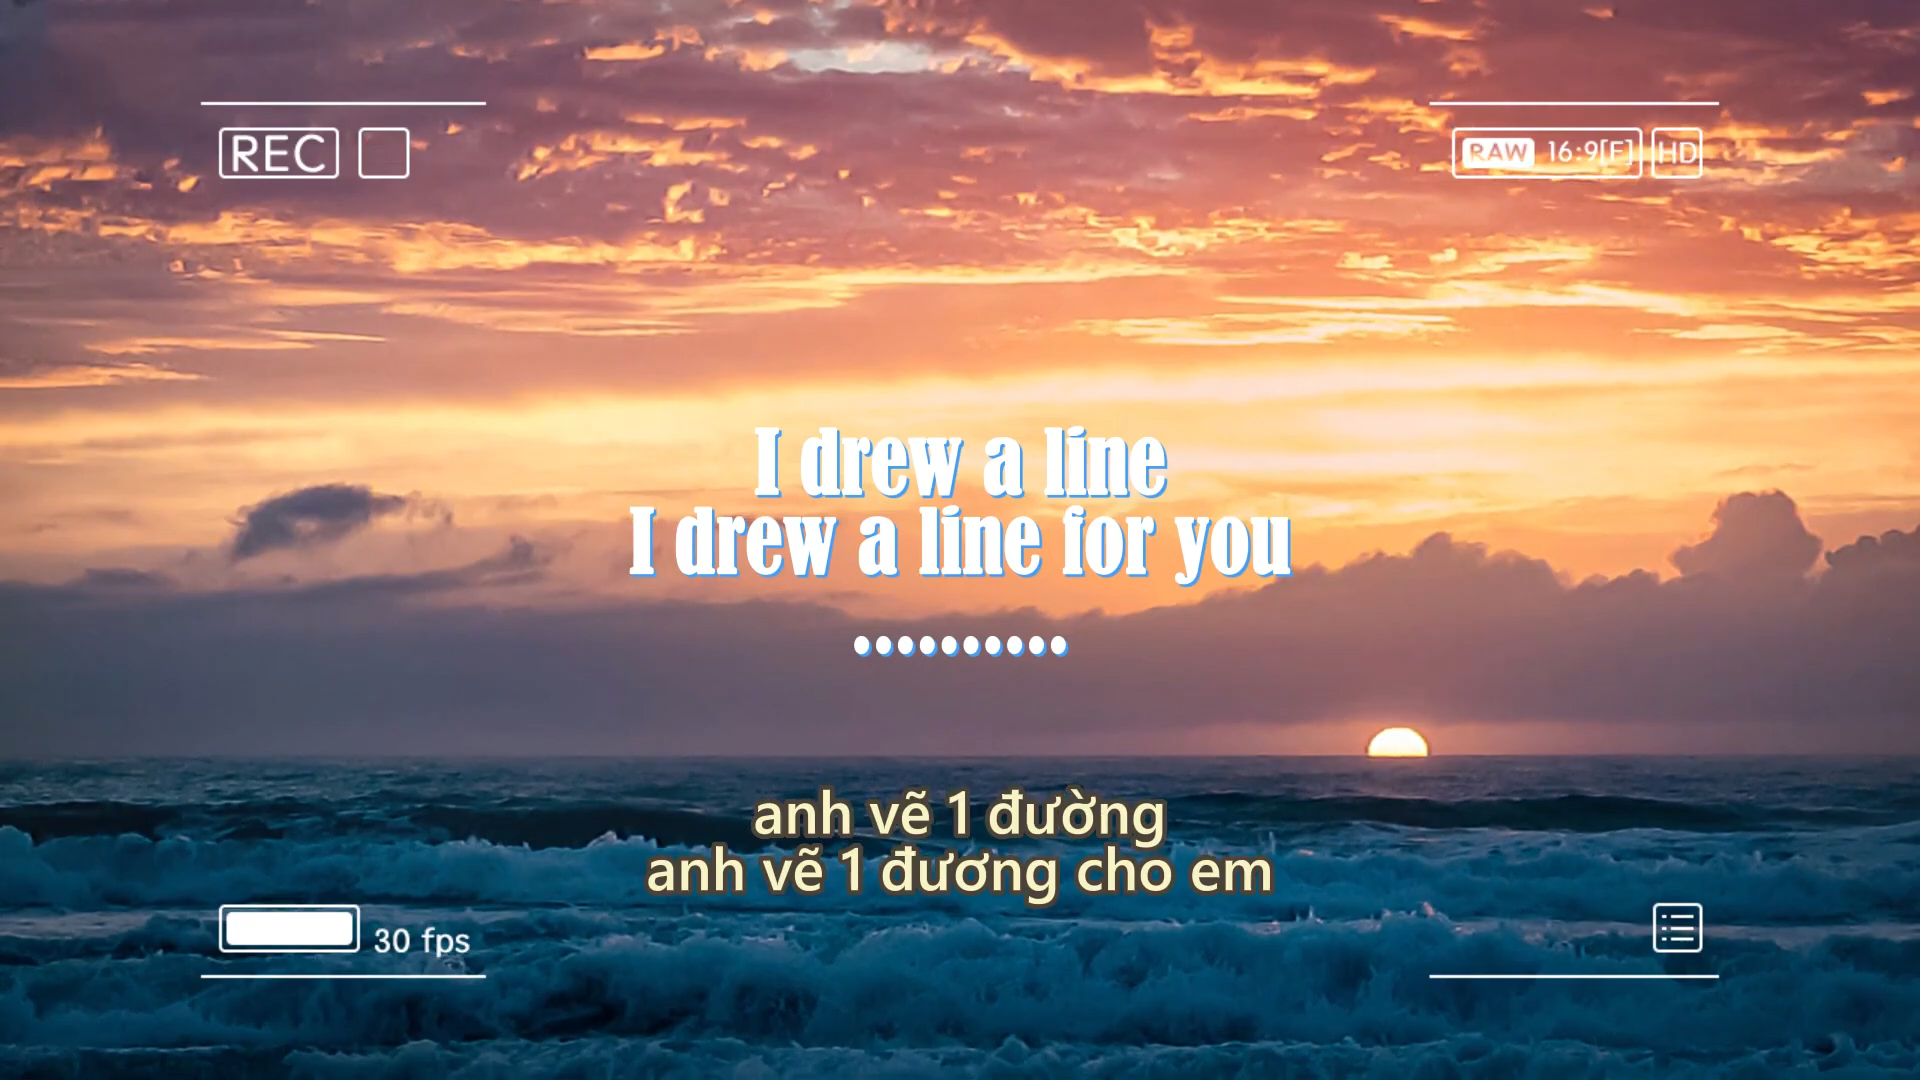 REC
RAW 16:9[F] HD
I drew a line
I drew a line for you
••••••••••
anh vẽ 1 đường
anh vẽ 1 đương cho em
30 fps